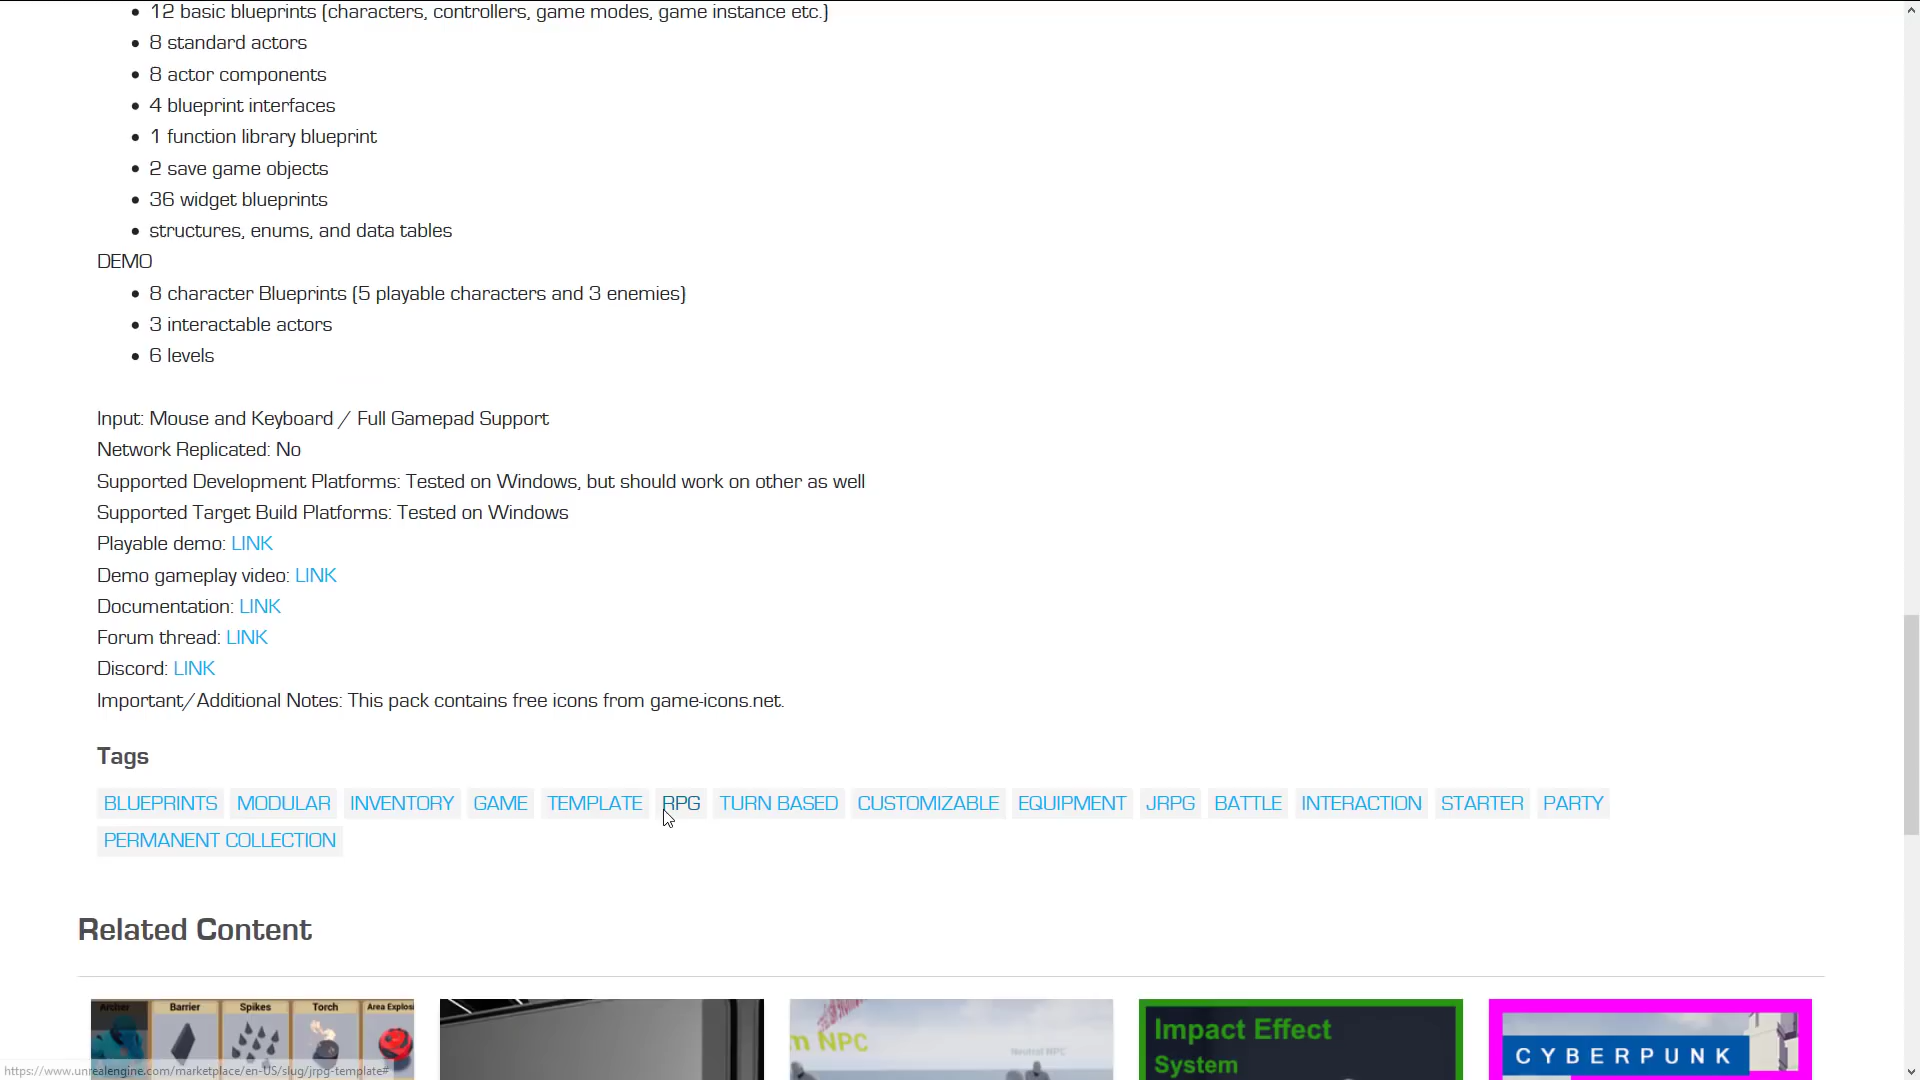 12 basic blueprints (characters, controllers, game modes, game instance etc.)
8 standard actors
8 actor components
4 blueprint interfaces
1 function library blueprint
2 save game objects
36 widget blueprints
structures, enums, and data tables
DEMO
8 character Blueprints (5 playable characters and 3 enemies)
3 interactable actors
6 levels
Input: Mouse and Keyboard / Full Gamepad Support
Network Replicated: No
Supported Development Platforms: Tested on Windows, but should work on other as well
Supported Target Build Platforms: Tested on Windows
Playable demo: LINK
Demo gameplay video: LINK
Documentation: LINK
Forum thread: LINK
Discord: LINK
Important/Additional Notes: This pack contains free icons from game-icons.net.
Tags
BLUEPRINTS MODULAR INVENTORY GAME TEMPLATE RPG TURN BASED CUSTOMIZABLE EQUIPMENT JRPG BATTLE INTERACTION STARTER PARTY
PERMANENT COLLECTION
Related Content
Archer Barrier Spikes Torch Area Explosi
m NPC Neutral NPC
Impact Effect
System
CYBERPUNK
https://www.unrealengine.com/marketplace/en-US/slug/jrpg-template#